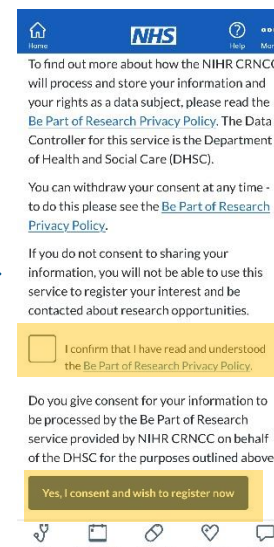 NHS
Home
Help
To find out more about how the NIHR CRNCC
will process and store your information and
your rights as a data subject, please read the
Be Part of Research Privacy Policy. The Data
Controller for this service is the Department
of Health and Social Care (DHSC).
You can withdraw your consent at any time -
to do this please see the Be Part of Research
Privacy Policy.
If you do not consent to sharing your
information, you will not be able to use this
service to register your interest and be
contacted about research opportunities.
I confirm that I have read and understood
the Be Part of Research Privacy Policy.
Do you give consent for your information to
be processed by the Be Part of Research
service provided by NIHR CRNCC on behalf
of the DHSC for the purposes outlined above
Yes, I consent and wish to register now